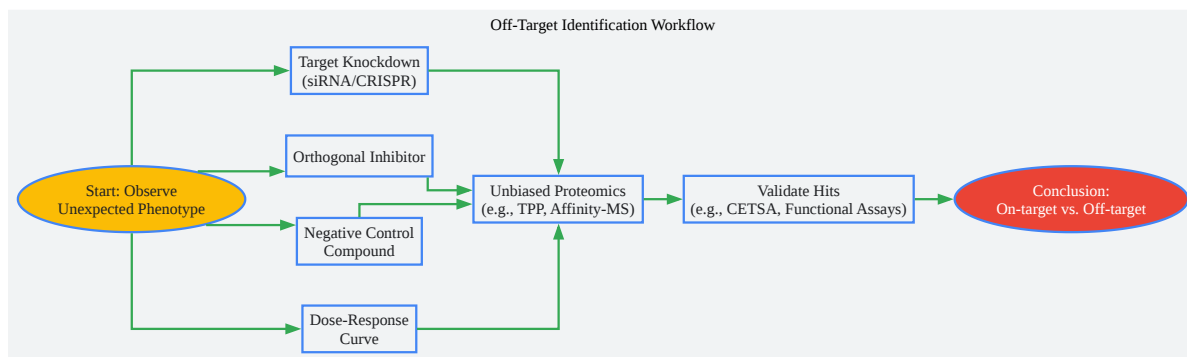 Off-Target Identification Workflow
Target Knockdown
(siRNA/CRISPR)
Orthogonal Inhibitor
Start: Observe
Unexpected Phenotype
Negative Control
Compound
Dose-Response
Curve
Unbiased Proteomics
(e.g., TPP, Affinity-MS)
Validate Hits
(e.g., CETSA, Functional Assays)
Conclusion:
On-target vs. Off-target